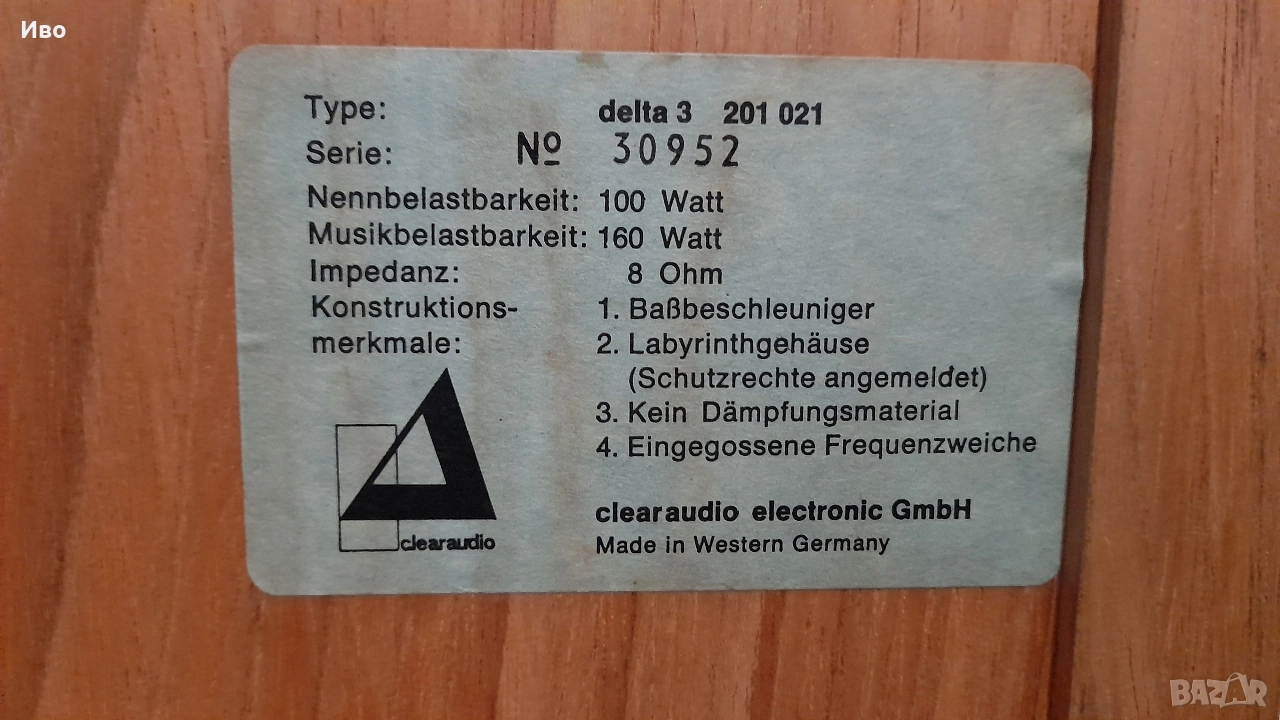 Иво
Type: delta 3 201 021
Serie: Nº 30952
Nennbelastbarkeit: 100 Watt
Musikbelastbarkeit: 160 Watt
Impedanz: 8 Ohm
Konstruktions- 1. Baßbeschleuniger
merkmale: 2. Labyrinthgehäuse
(Schutzrechte angemeldet)
3. Kein Dämpfungsmaterial
4. Eingegossene Frequenzweiche
clearaudio electronic GmbH
clearaudio Made in Western Germany
BAZAR